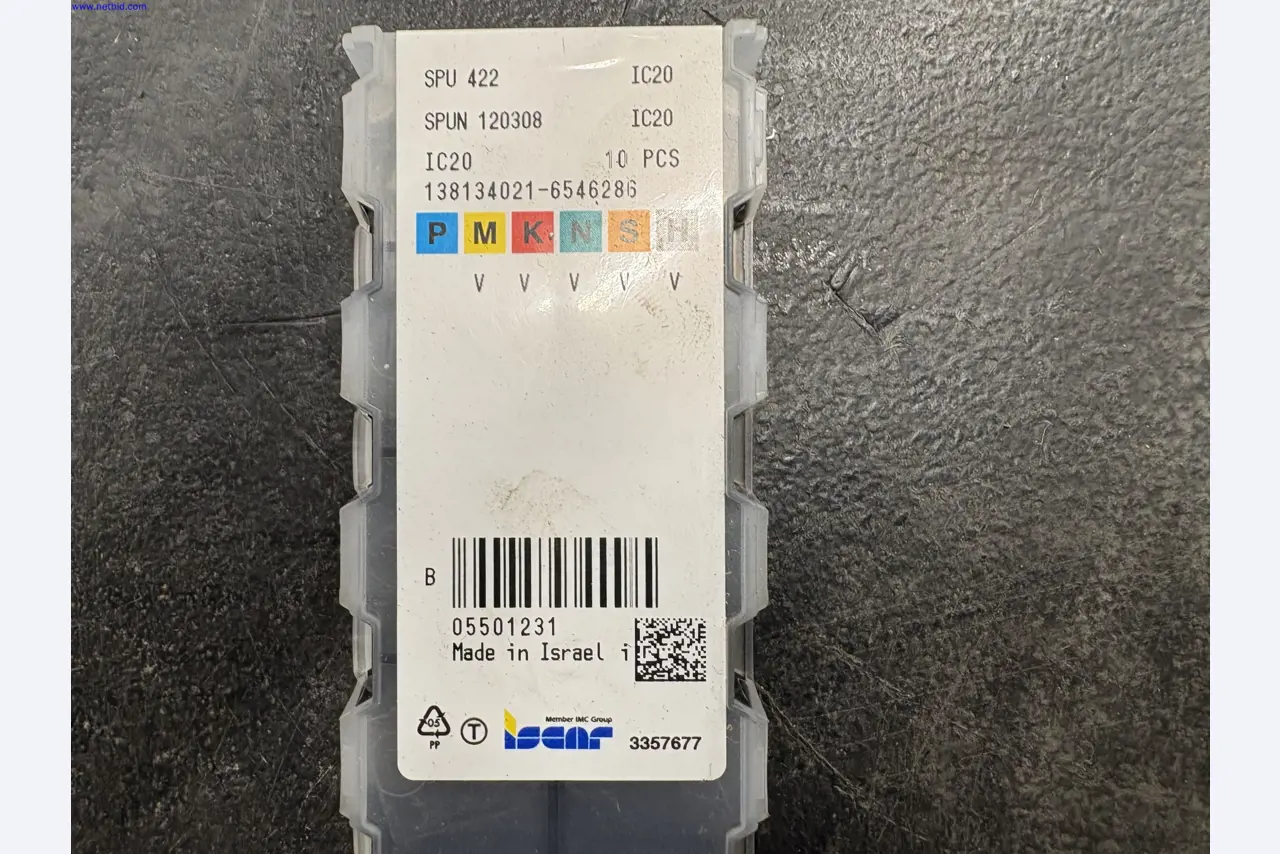 www.netbid.com
SPU 422 IC20
SPUN 120308 IC20
IC20 10 PCS
138134021-6546286
P M K N S H
V V V V V
B
05501231
Made in Israel i
05
PP
T
Member IMC Group
iscar
3357677